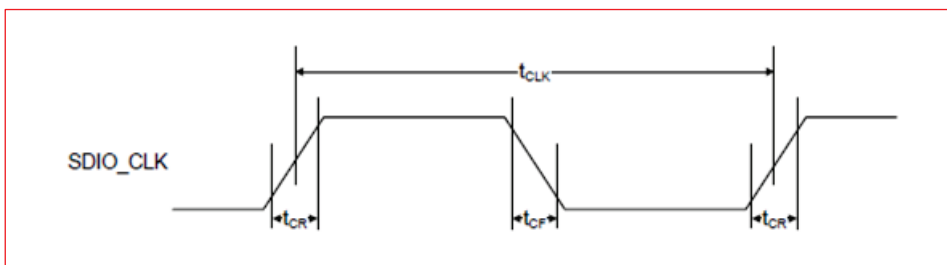 tCLK
SDIO_CLK
tCR
tCF
tCR